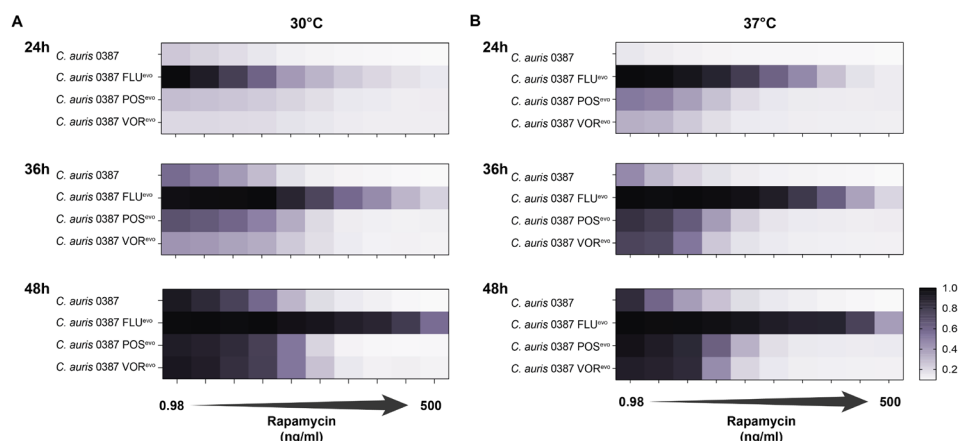 A
30°C
24h
C. auris 0387
C. auris 0387 FLUᵉᵛᵒ
C. auris 0387 POSᵉᵛᵒ
C. auris 0387 VORᵉᵛᵒ
36h
C. auris 0387
C. auris 0387 FLUᵉᵛᵒ
C. auris 0387 POSᵉᵛᵒ
C. auris 0387 VORᵉᵛᵒ
48h
C. auris 0387
C. auris 0387 FLUᵉᵛᵒ
C. auris 0387 POSᵉᵛᵒ
C. auris 0387 VORᵉᵛᵒ
0.98
500
Rapamycin
(ng/ml)
B
37°C
24h
C. auris 0387
C. auris 0387 FLUᵉᵛᵒ
C. auris 0387 POSᵉᵛᵒ
C. auris 0387 VORᵉᵛᵒ
36h
C. auris 0387
C. auris 0387 FLUᵉᵛᵒ
C. auris 0387 POSᵉᵛᵒ
C. auris 0387 VORᵉᵛᵒ
48h
C. auris 0387
C. auris 0387 FLUᵉᵛᵒ
C. auris 0387 POSᵉᵛᵒ
C. auris 0387 VORᵉᵛᵒ
0.98
500
Rapamycin
(ng/ml)
1.0
0.8
0.6
0.4
0.2